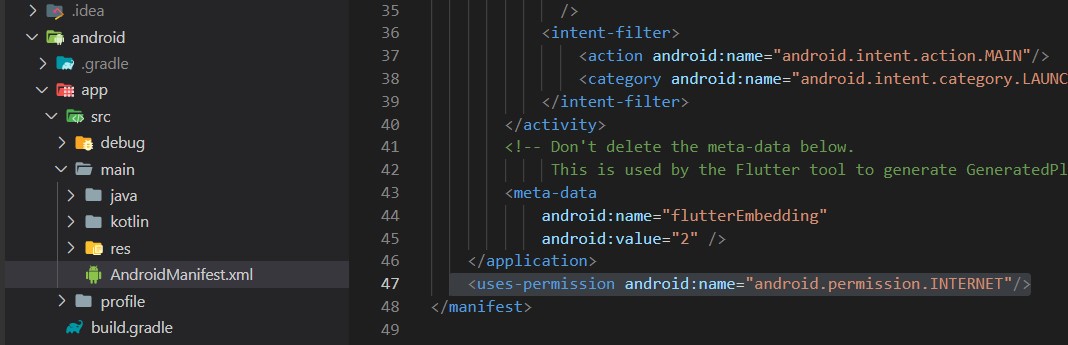 .idea
android
.gradle
app
src
debug
main
java
kotlin
res
AndroidManifest.xml
profile
build.gradle
35 />
36 <intent-filter>
37 <action android:name="android.intent.action.MAIN"/>
38 <category android:name="android.intent.category.LAUNC
39 </intent-filter>
40 </activity>
41 <!-- Don't delete the meta-data below.
42 This is used by the Flutter tool to generate GeneratedPl
43 <meta-data
44 android:name="flutterEmbedding"
45 android:value="2" />
46 </application>
47 <uses-permission android:name="android.permission.INTERNET"/>
48 </manifest>
49